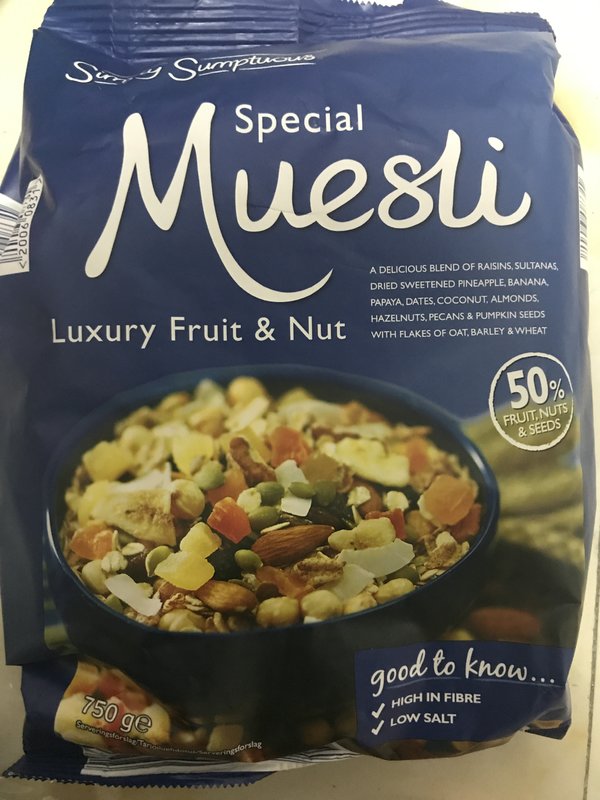 Simply Sumptuous
Special
Muesli
Luxury Fruit & Nut
A DELICIOUS BLEND OF RAISINS, SULTANAS,
DRIED SWEETENED PINEAPPLE, BANANA,
PAPAYA, DATES, COCONUT, ALMONDS,
HAZELNUTS, PECANS & PUMPKIN SEEDS
WITH FLAKES OF OAT, BARLEY & WHEAT
50%
FRUIT, NUTS
& SEEDS
good to know...
HIGH IN FIBRE
LOW SALT
750 g e